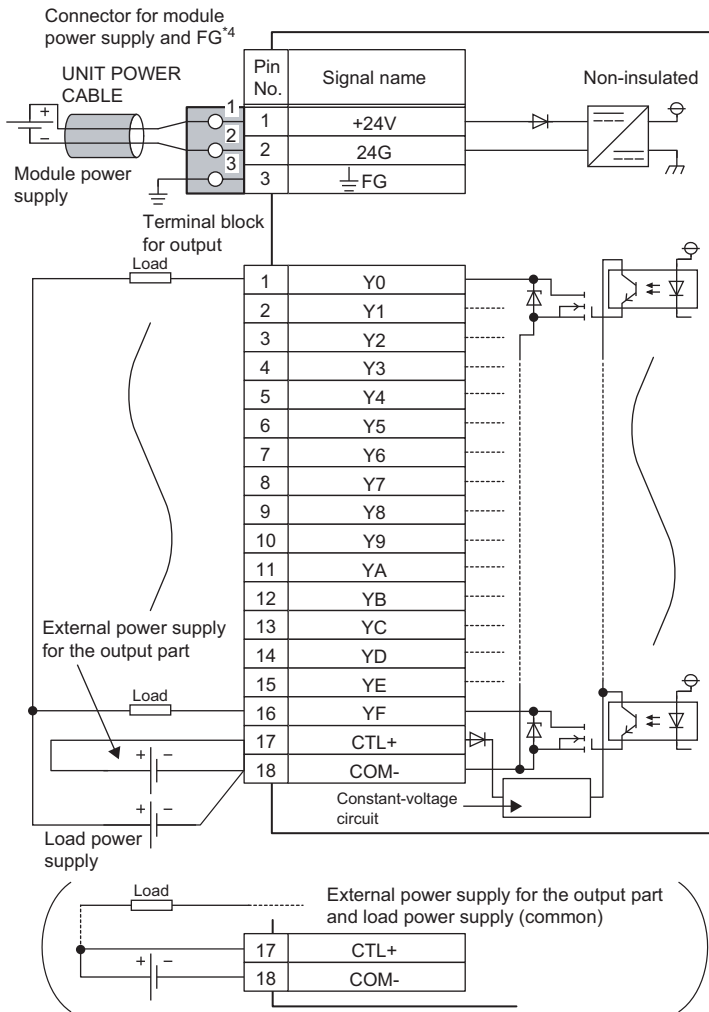 Connector for module
power supply and FG*4
UNIT POWER
CABLE
+
−
Module power
supply
1
2
3
Pin
No.
Signal name
1 +24V
2 24G
3 FG
Non-insulated
Terminal block
for output
Load
1 Y0
2 Y1
3 Y2
4 Y3
5 Y4
6 Y5
7 Y6
8 Y7
9 Y8
10 Y9
11 YA
12 YB
13 YC
14 YD
15 YE
16 YF
17 CTL+
18 COM-
External power supply
for the output part
Load
+ −
+ −
Load power
supply
Constant-voltage
circuit
Load
External power supply for the output part
and load power supply (common)
+ −
17 CTL+
18 COM-